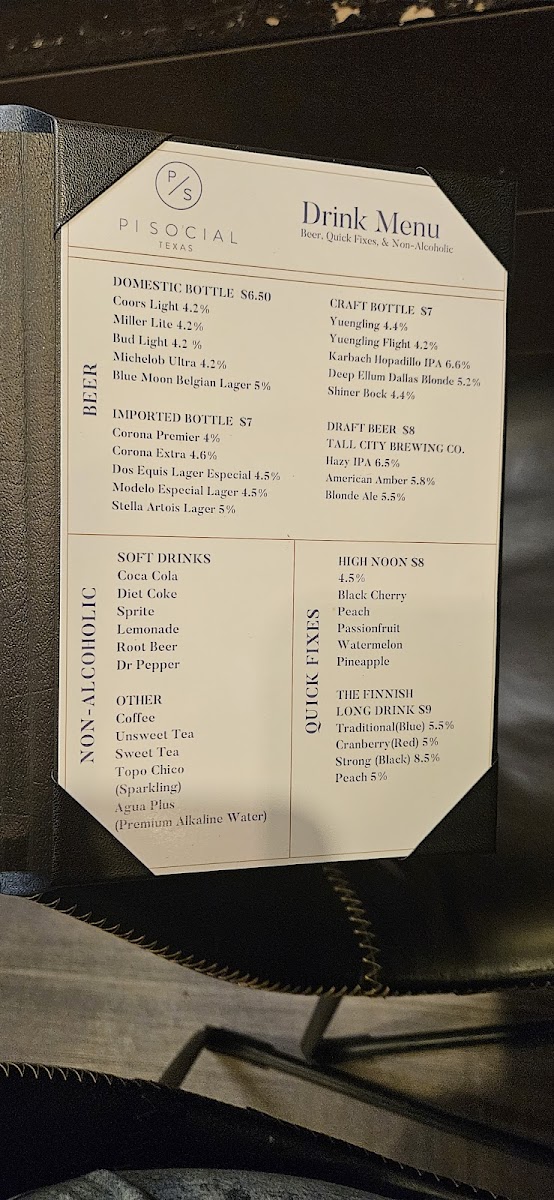 P/S
PI SOCIAL
TEXAS
Drink Menu
Beer, Quick Fixes, & Non-Alcoholic
BEER
DOMESTIC BOTTLE $6.50
Coors Light 4.2%
Miller Lite 4.2%
Bud Light 4.2 %
Michelob Ultra 4.2%
Blue Moon Belgian Lager 5%
IMPORTED BOTTLE $7
Corona Premier 4%
Corona Extra 4.6%
Dos Equis Lager Especial 4.5%
Modelo Especial Lager 4.5%
Stella Artois Lager 5%
CRAFT BOTTLE $7
Yuengling 4.4%
Yuengling Flight 4.2%
Karbach Hopadillo IPA 6.6%
Deep Ellum Dallas Blonde 5.2%
Shiner Bock 4.4%
DRAFT BEER $8
TALL CITY BREWING CO.
Hazy IPA 6.5%
American Amber 5.8%
Blonde Ale 5.5%
NON-ALCOHOLIC
SOFT DRINKS
Coca Cola
Diet Coke
Sprite
Lemonade
Root Beer
Dr Pepper
OTHER
Coffee
Unsweet Tea
Sweet Tea
Topo Chico
(Sparkling)
Agua Plus
(Premium Alkaline Water)
QUICK FIXES
HIGH NOON $8
4.5%
Black Cherry
Peach
Passionfruit
Watermelon
Pineapple
THE FINNISH
LONG DRINK $9
Traditional(Blue) 5.5%
Cranberry(Red) 5%
Strong (Black) 8.5%
Peach 5%